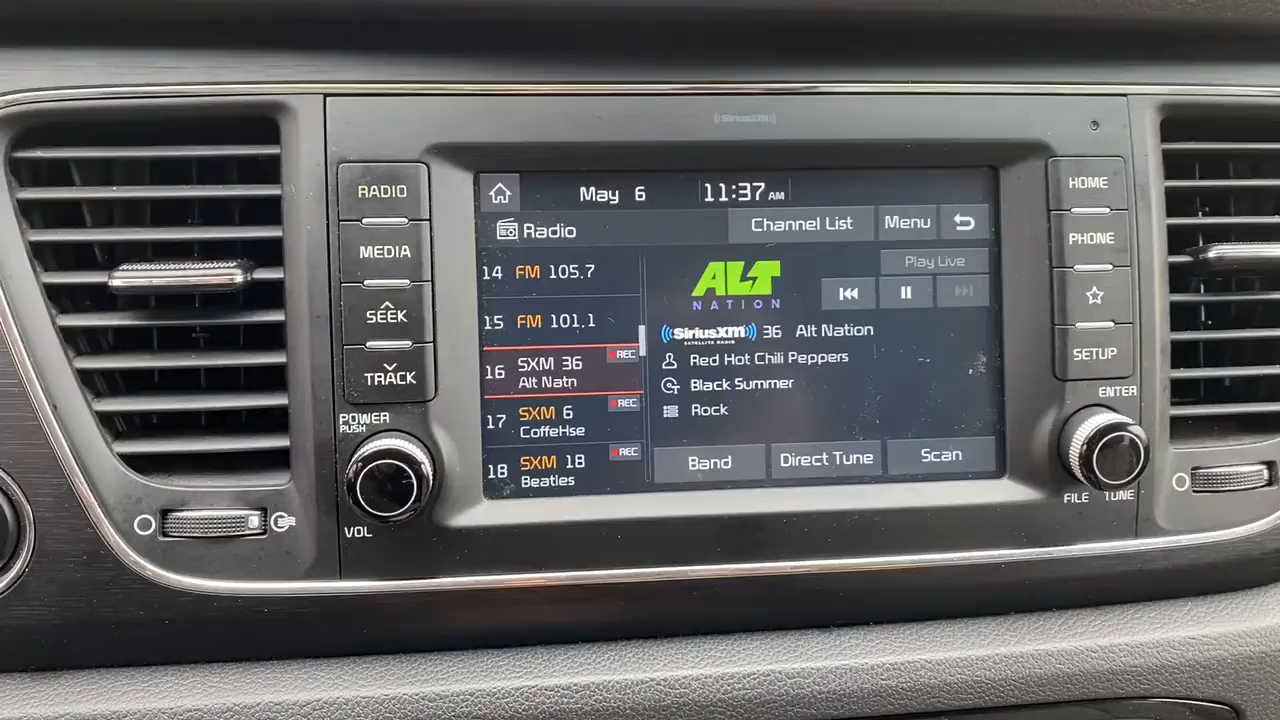 ((SiriusXM))
RADIO
MEDIA
SEEK
TRACK
POWER
PUSH
VOL
May 6
11:37 AM
Radio
Channel List
Menu
14 FM 105.7
15 FM 101.1
16 SXM 36 REC
Alt Natn
17 SXM 6 REC
CoffeHse
18 SXM 18 REC
Beatles
ALT
NATION
Play Live
((SiriusXM)) 36 Alt Nation
SATELLITE RADIO
Red Hot Chili Peppers
Black Summer
Rock
Band
Direct Tune
Scan
HOME
PHONE
SETUP
ENTER
FILE TUNE